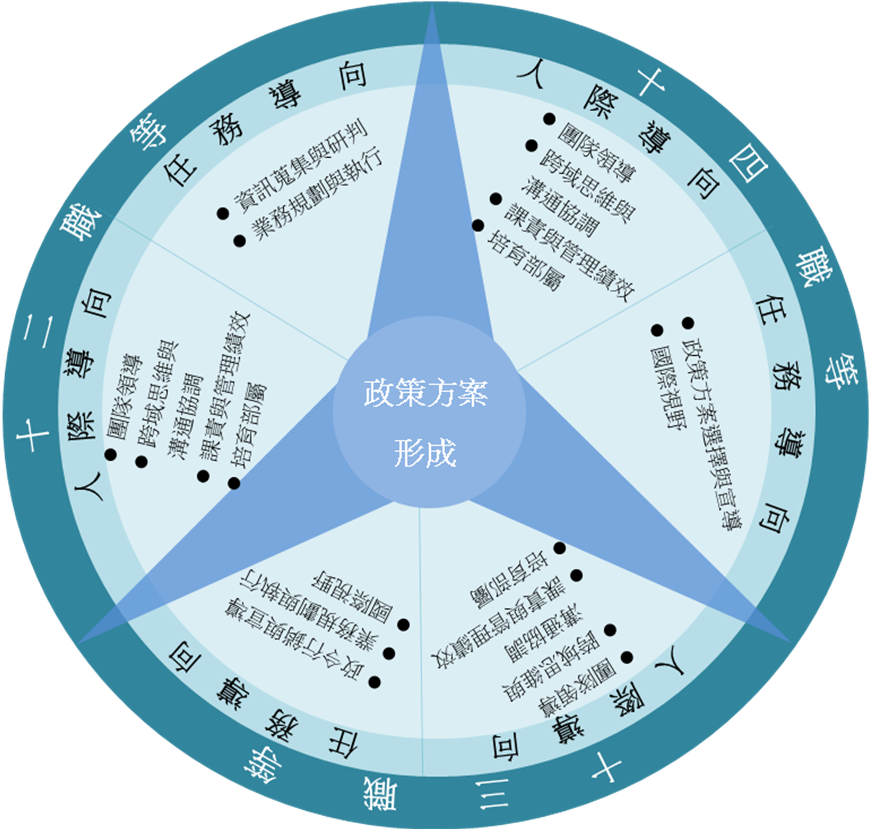 政策方案
形成
十四職等
人際導向
團隊領導
跨域思維與
溝通協調
課責與管理績效
培育部屬
任務導向
政策方案選擇與宣導
國際視野
十三職等
人際導向
團隊領導
跨域思維與
溝通協調
課責與管理績效
培育部屬
任務導向
政令行銷與宣導
業務規劃與執行
國際視野
十二職等
人際導向
團隊領導
跨域思維與
溝通協調
課責與管理績效
培育部屬
任務導向
資訊蒐集與研判
業務規劃與執行